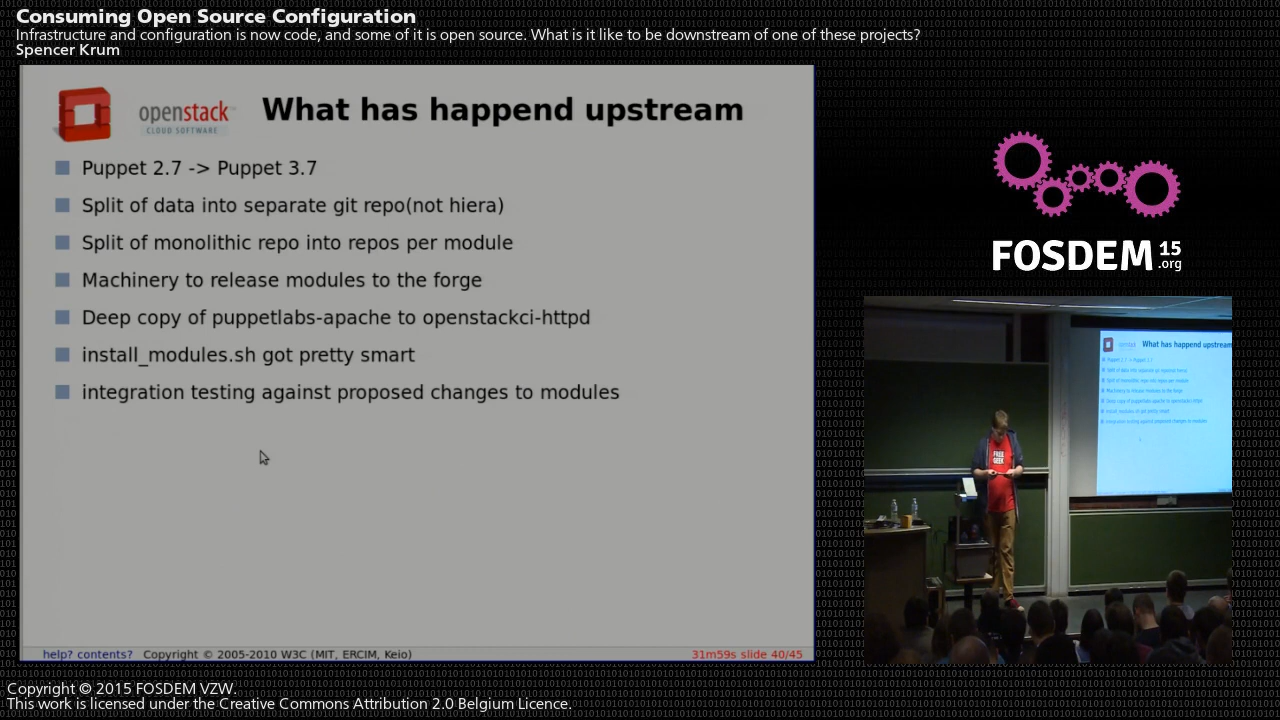 Consuming Open Source Configuration
Infrastructure and configuration is now code, and some of it is open source. What is it like to be downstream of one of these projects?
Spencer Krum
openstack
CLOUD SOFTWARE
What has happend upstream
Puppet 2.7 -> Puppet 3.7
Split of data into separate git repo(not hiera)
Split of monolithic repo into repos per module
Machinery to release modules to the forge
Deep copy of puppetlabs-apache to openstackci-httpd
install_modules.sh got pretty smart
integration testing against proposed changes to modules
help? contents? Copyright © 2005-2010 W3C (MIT, ERCIM, Keio)
31m59s slide 40/45
FOSDEM 15
.org
What has happend upstream
FREE
GEEK
Copyright © 2015 FOSDEM VZW.
This work is licensed under the Creative Commons Attribution 2.0 Belgium Licence.